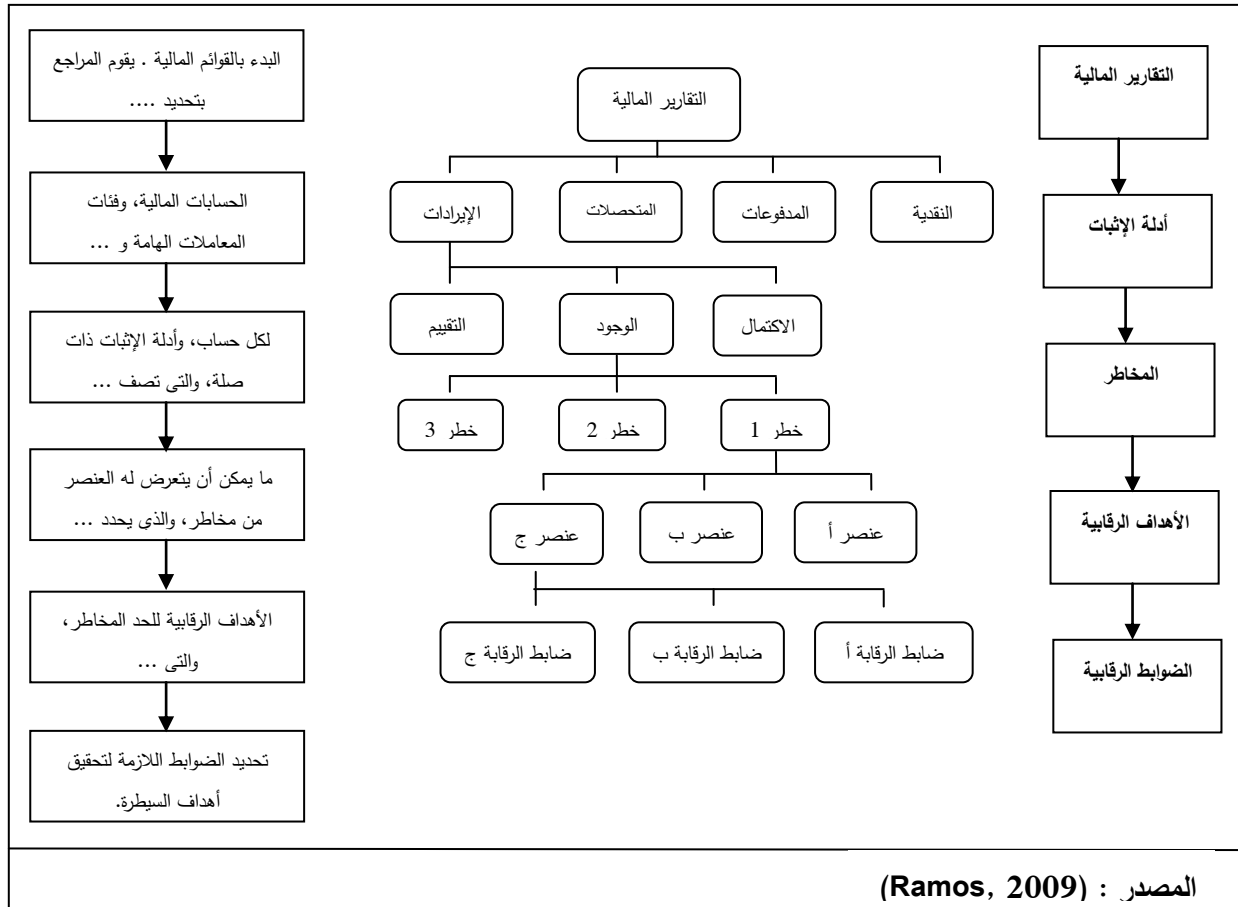 التقارير المالية
أدلة الإثبات
المخاطر
الأهداف الرقابية
الضوابط الرقابية
التقارير المالية
النقدية
المدفوعات
المتحصلات
الإيرادات
الاكتمال
الوجود
التقييم
خطر 1
خطر 2
خطر 3
عنصر أ
عنصر ب
عنصر ج
ضابط الرقابة أ
ضابط الرقابة ب
ضابط الرقابة ج
البدء بالقوائم المالية . يقوم المراجع
بتحديد ....
الحسابات المالية، وفئات
المعاملات الهامة و ...
لكل حساب، وأدلة الإثبات ذات
صلة، والتى تصف ...
ما يمكن أن يتعرض له العنصر
من مخاطر، والذي يحدد ...
الأهداف الرقابية للحد المخاطر،
والتى ...
تحديد الضوابط اللازمة لتحقيق
أهداف السيطرة.
المصدر : (Ramos, 2009)